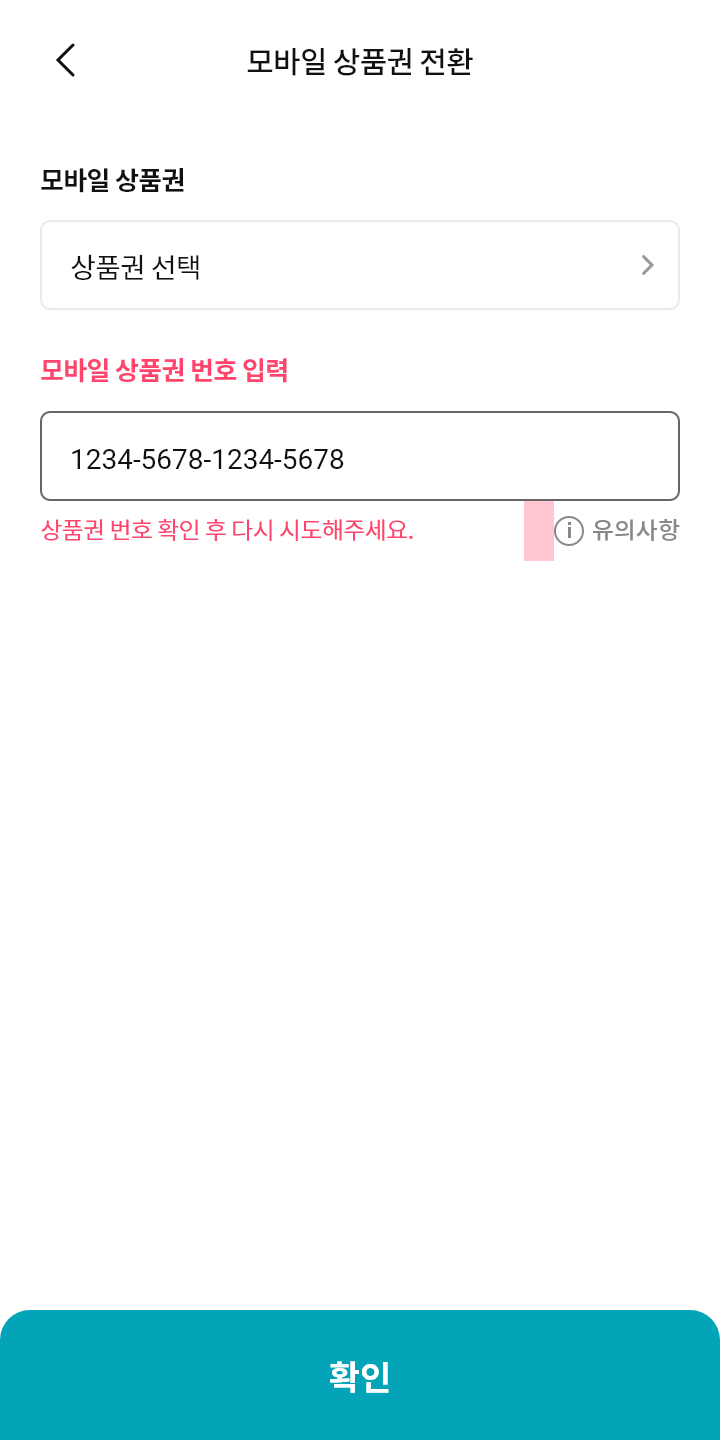 모바일 상품권 전환
모바일 상품권
상품권 선택
모바일 상품권 번호 입력
1234-5678-1234-5678
상품권 번호 확인 후 다시 시도해주세요.
유의사항
확인